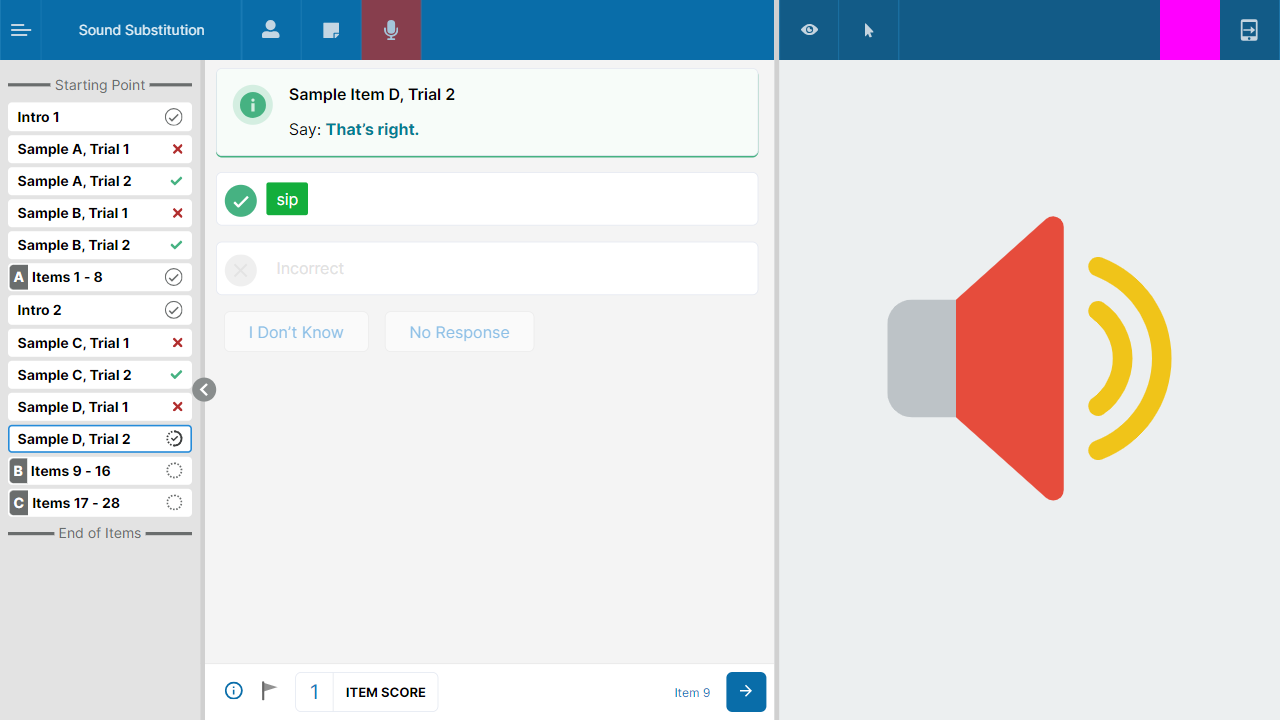 Sound Substitution
Starting Point
Intro 1
Sample A, Trial 1
Sample A, Trial 2
Sample B, Trial 1
Sample B, Trial 2
A Items 1 - 8
Intro 2
Sample C, Trial 1
Sample C, Trial 2
Sample D, Trial 1
Sample D, Trial 2
B Items 9 - 16
C Items 17 - 28
End of Items
Sample Item D, Trial 2
Say: That's right.
sip
Incorrect
I Don't Know
No Response
1 ITEM SCORE
Item 9